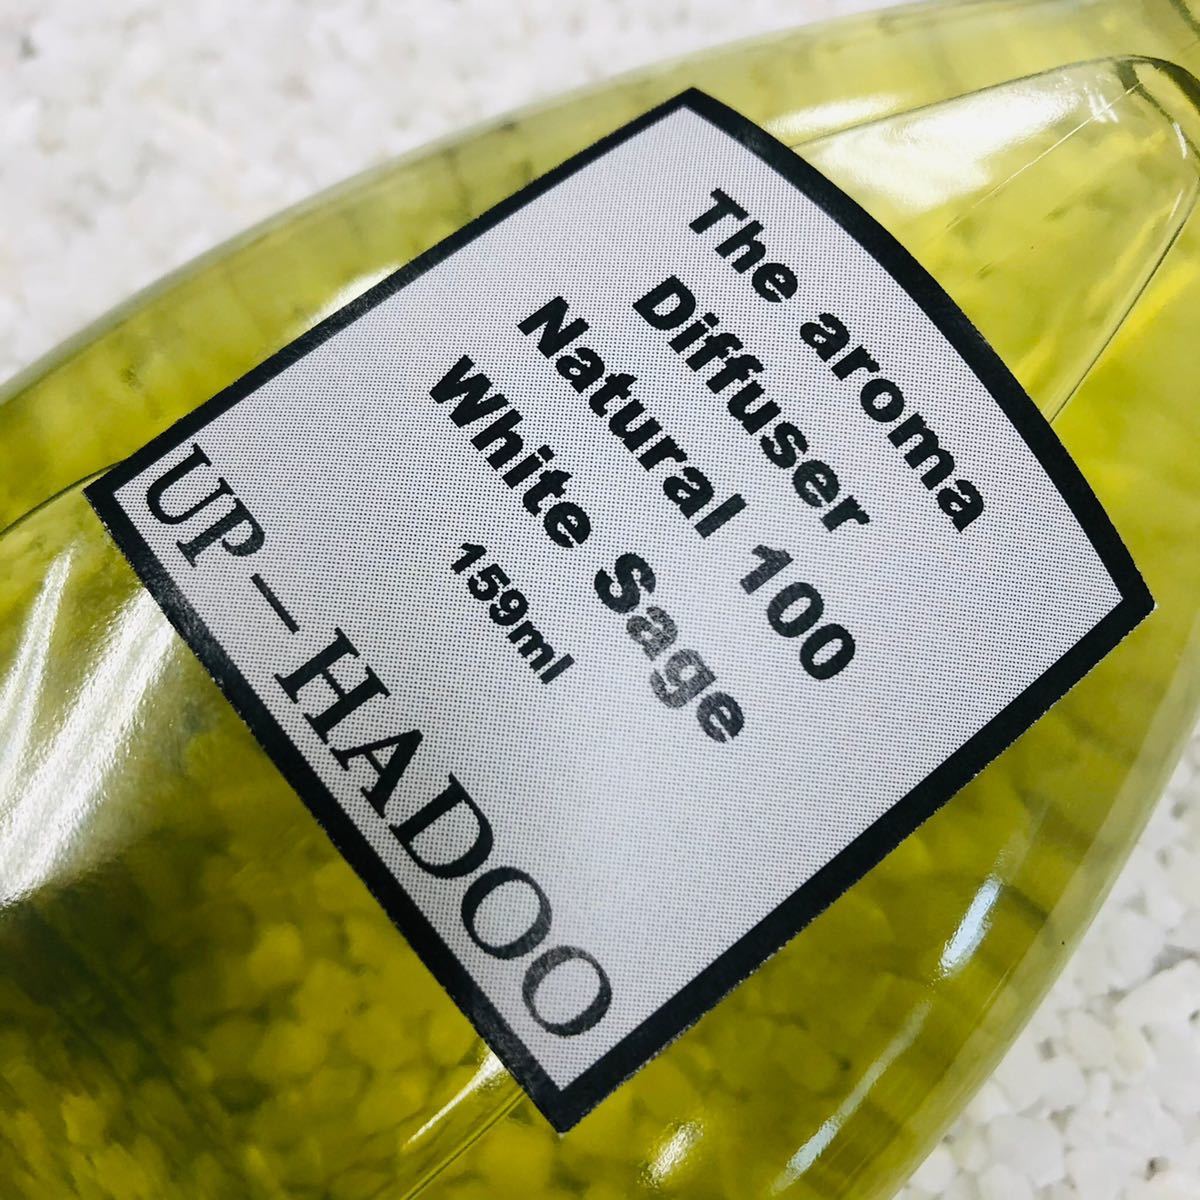 The aroma
Diffuser
Natural 100
White Sage
159ml
UP—HADOO